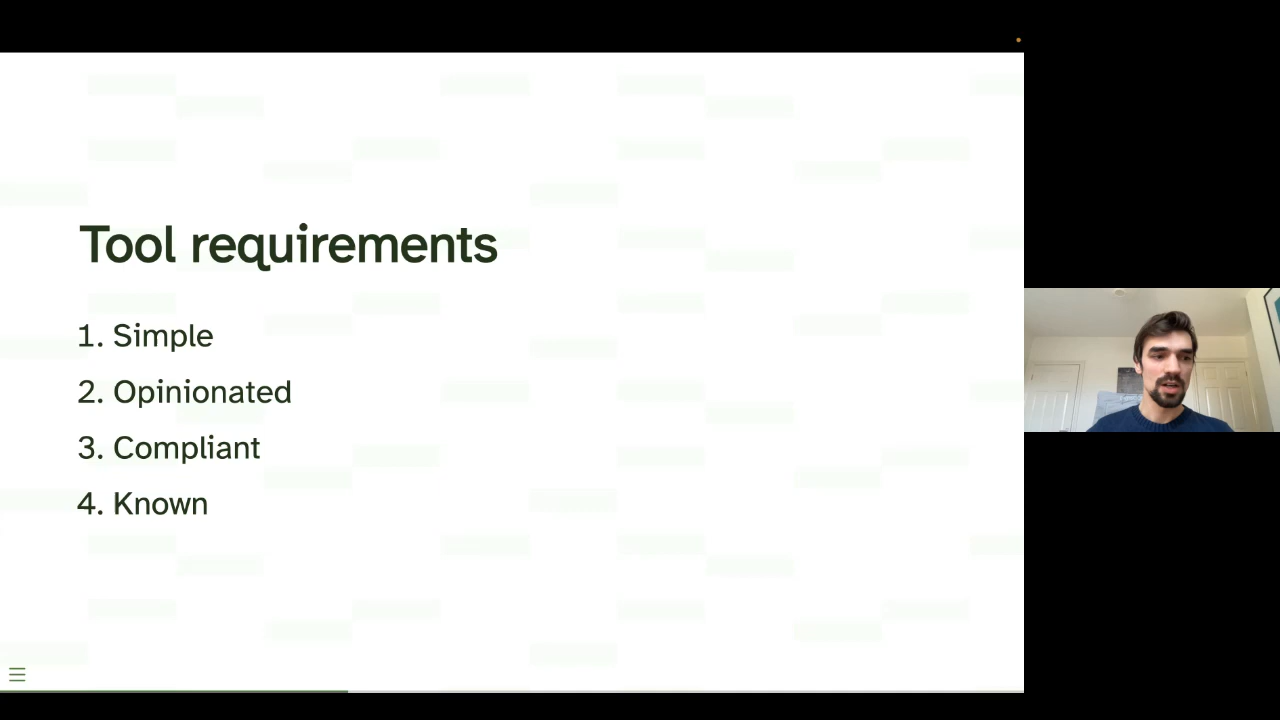 Tool requirements
1. Simple
2. Opinionated
3. Compliant
4. Known